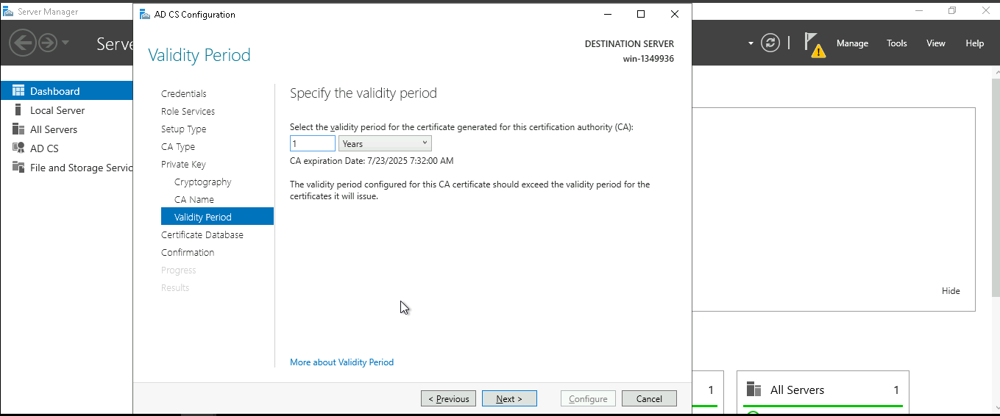 Server Manager
AD CS Configuration
Serve
Manage
Tools
View
Help
Validity Period
DESTINATION SERVER
win-1349936
Dashboard
Local Server
All Servers
AD CS
File and Storage Servic
Credentials
Role Services
Setup Type
CA Type
Private Key
Cryptography
CA Name
Validity Period
Certificate Database
Confirmation
Progress
Results
Specify the validity period
Select the validity period for the certificate generated for this certification authority (CA):
1 Years
CA expiration Date: 7/23/2025 7:32:00 AM
The validity period configured for this CA certificate should exceed the validity period for the
certificates it will issue.
More about Validity Period
< Previous
Next >
Configure
Cancel
Hide
1
All Servers 1